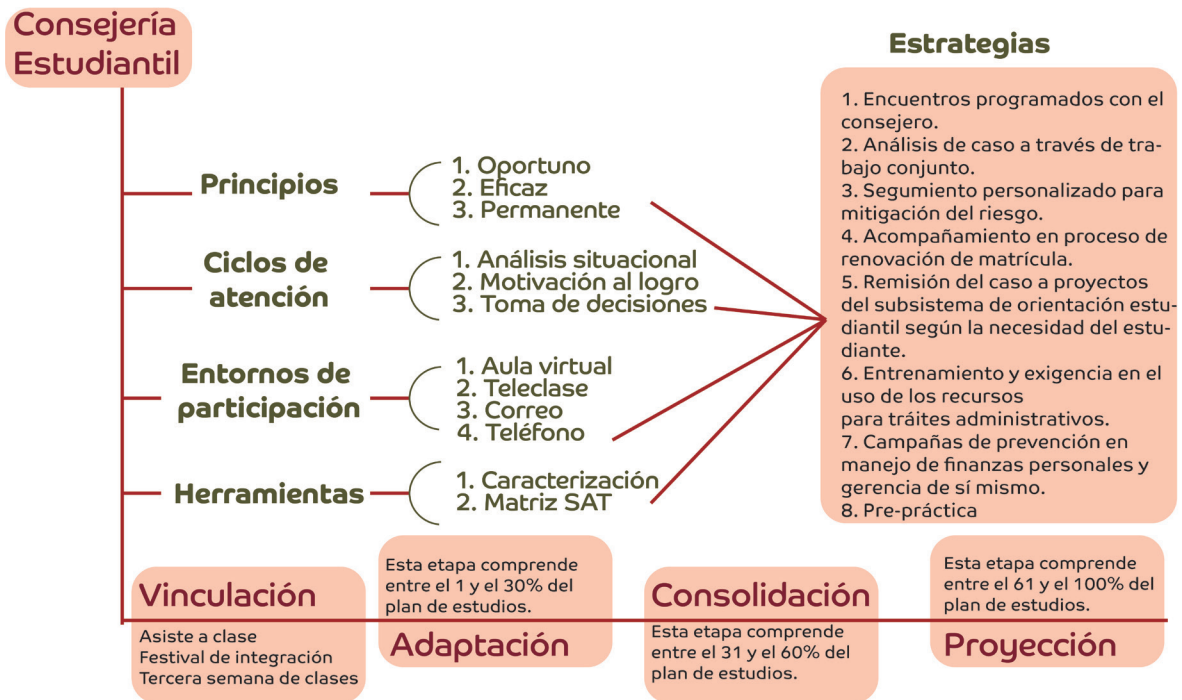 Consejería
Estudiantil
Principios
1. Oportuno
2. Eficaz
3. Permanente
Ciclos de
atención
1. Análisis situacional
2. Motivación al logro
3. Toma de decisiones
Entornos de
participación
1. Aula virtual
2. Teleclase
3. Correo
4. Teléfono
Herramientas
1. Caracterización
2. Matriz SAT
Estrategias
1. Encuentros programados con el
consejero.
2. Análisis de caso a través de tra-
bajo conjunto.
3. Segumiento personalizado para
mitigación del riesgo.
4. Acompañamiento en proceso de
renovación de matrícula.
5. Remisión del caso a proyectos
del subsistema de orientación estu-
diantil según la necesidad del estu-
diante.
6. Entrenamiento y exigencia en el
uso de los recursos
para tráites administrativos.
7. Campañas de prevención en
manejo de finanzas personales y
gerencia de sí mismo.
8. Pre-práctica
Vinculación
Asiste a clase
Festival de integración
Tercera semana de clases
Esta etapa comprende
entre el 1 y el 30% del
plan de estudios.
Adaptación
Consolidación
Esta etapa comprende
entre el 31 y el 60% del
plan de estudios.
Esta etapa comprende
entre el 61 y el 100% del
plan de estudios.
Proyección